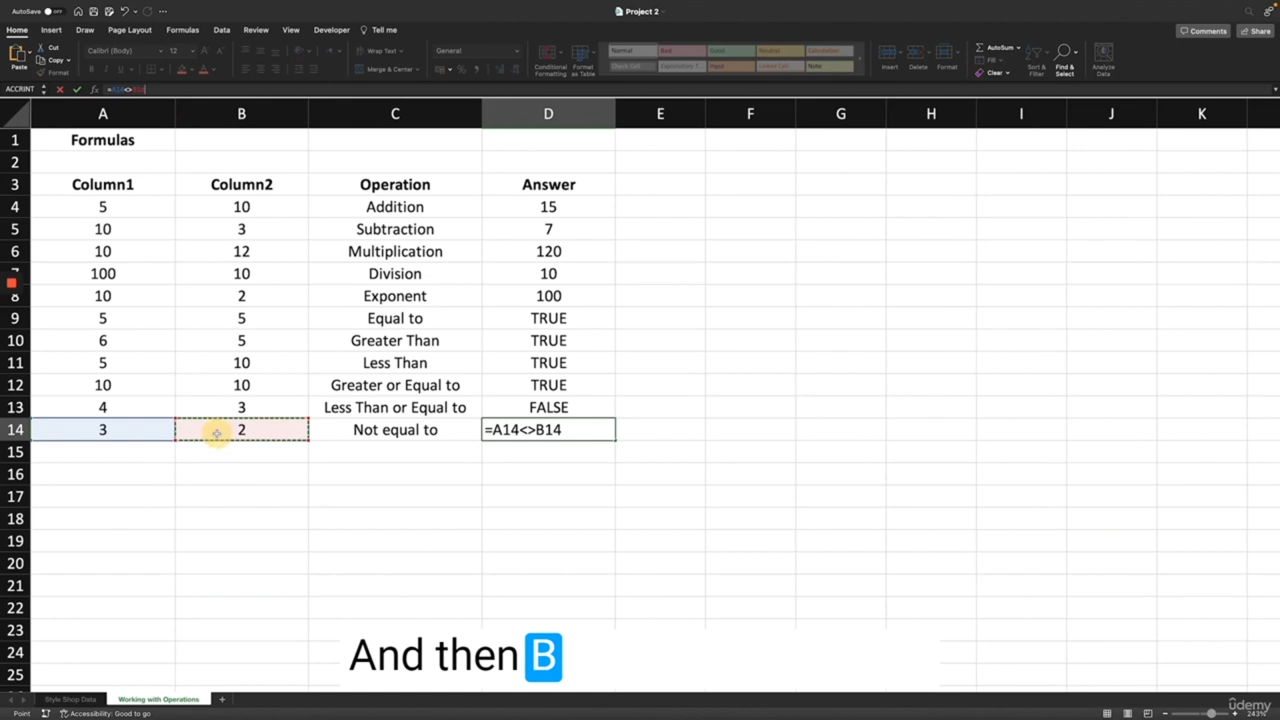 AutoSave OFF ... Project 2
Home Insert Draw Page Layout Formulas Data Review View Developer Tell me Comments Share
Paste Cut Copy Format Calibri (Body) 12 Wrap Text Merge & Center General Conditional Formatting Format as Table Normal Bad Good Neutral Calculation Check Cell Explanatory T... Input Linked Cell Note Insert Delete Format AutoSum Fill Clear Sort & Filter Find & Select Analyze Data
ACCRINT fx =A14<>B14
A B C D E F G H I J K
1 Formulas
2
3 Column1 Column2 Operation Answer
4 5 10 Addition 15
5 10 3 Subtraction 7
6 10 12 Multiplication 120
7 100 10 Division 10
8 10 2 Exponent 100
9 5 5 Equal to TRUE
10 6 5 Greater Than TRUE
11 5 10 Less Than TRUE
12 10 10 Greater or Equal to TRUE
13 4 3 Less Than or Equal to FALSE
14 3 2 Not equal to =A14<>B14
15
16
17
18
19
20
21
22
23
24
25
And then B
Style Shop Data Working with Operations +
Point Accessibility: Good to go 243%
udemy